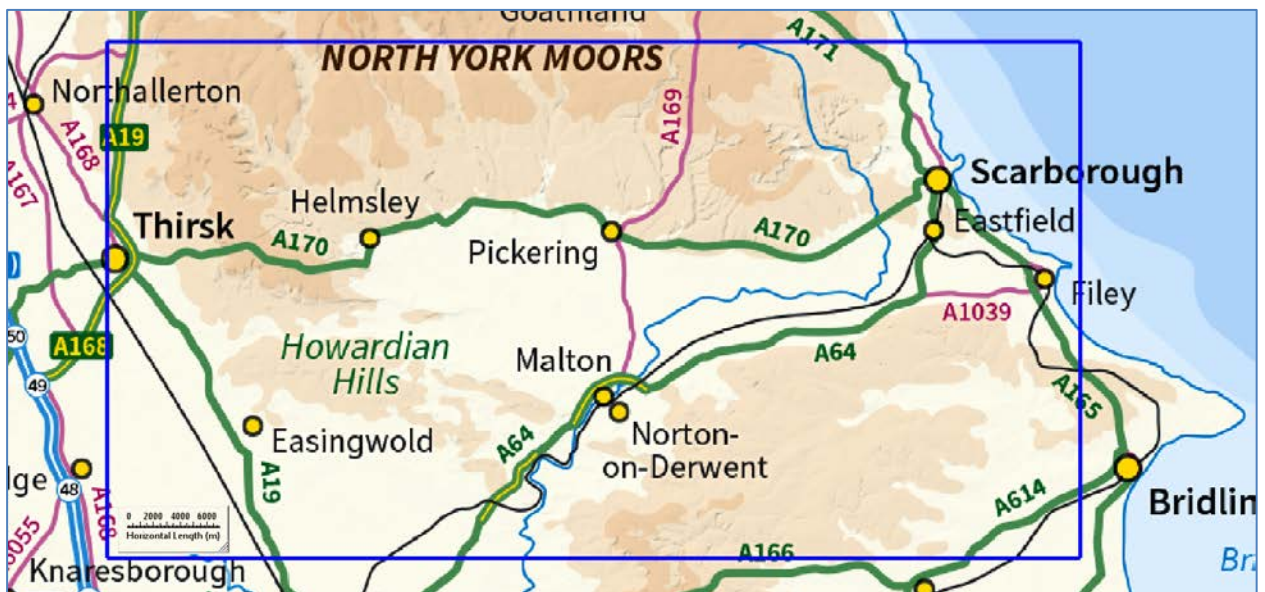 Goathland
A171
NORTH YORK MOORS
Northallerton
4
A19
A168
A169
A167
Scarborough
Helmsley
Eastfield
Thirsk
A170
A170
Pickering
Filey
A1039
50
A168
Howardian
Hills
Malton
A64
49
A165
Easingwold
Norton-
on-Derwent
A64
A19
48
A168
A614
Bridlin
0 2000 4000 6000
Horizontal Length (m)
A166
Knaresborough